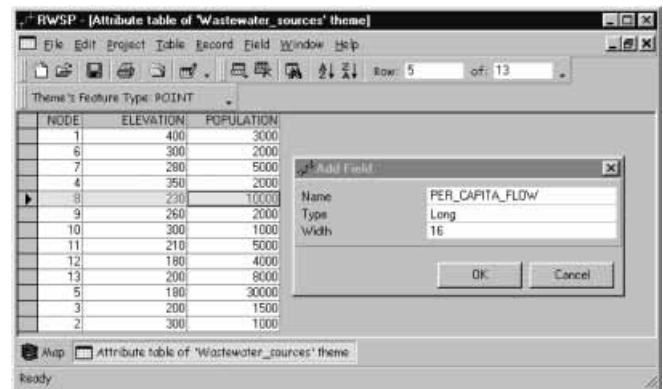 RWSP - [Attribute table of 'Wastewater_sources' theme]
File Edit Project Table Record Field Window Help
Row: 5 of: 13
Theme's Feature Type: POINT
NODE ELEVATION POPULATION
1 400 3000
6 300 2000
7 280 5000
4 350 2000
8 230 10000
9 260 2000
10 300 1000
11 210 5000
12 180 4000
13 200 8000
5 180 30000
3 200 1500
2 300 1000
Add Field
Name PER_CAPITA_FLOW
Type Long
Width 16
OK Cancel
Map Attribute table of 'Wastewater_sources' theme
Ready